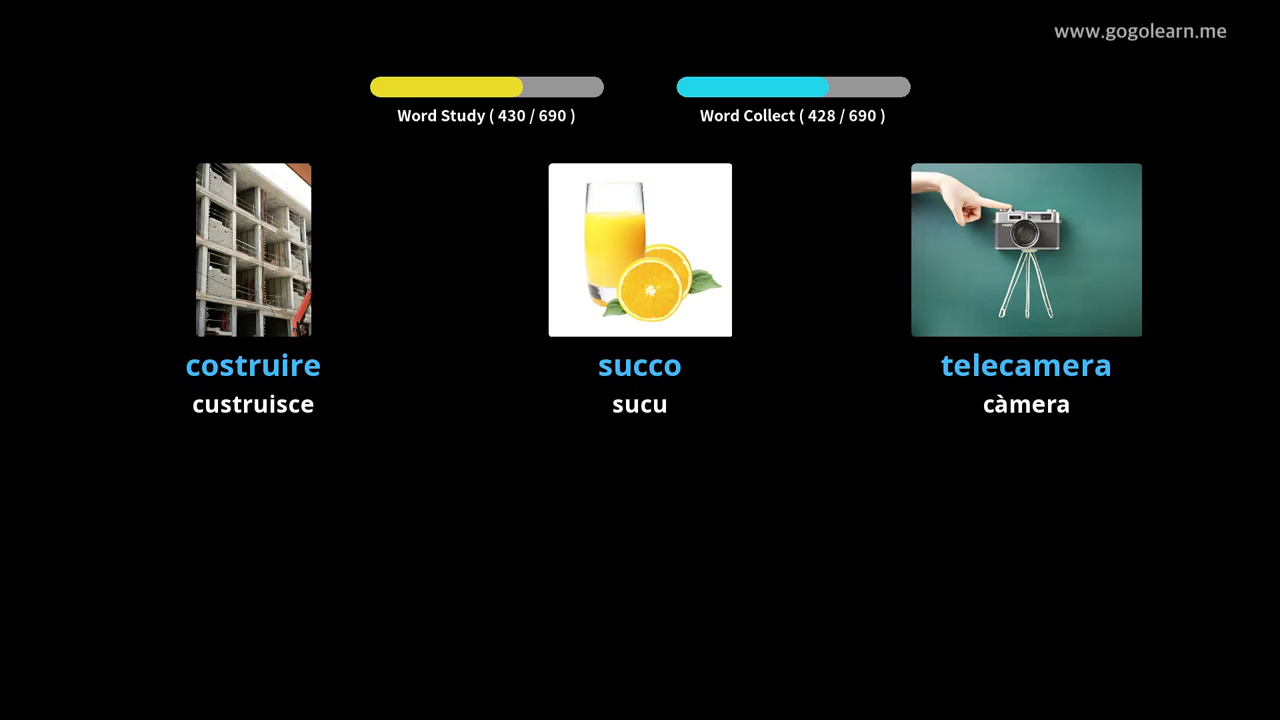 www.gogolearn.me
Word Study ( 430 / 690 )
Word Collect ( 428 / 690 )
costruire
custruisce
succo
sucu
telecamera
càmera